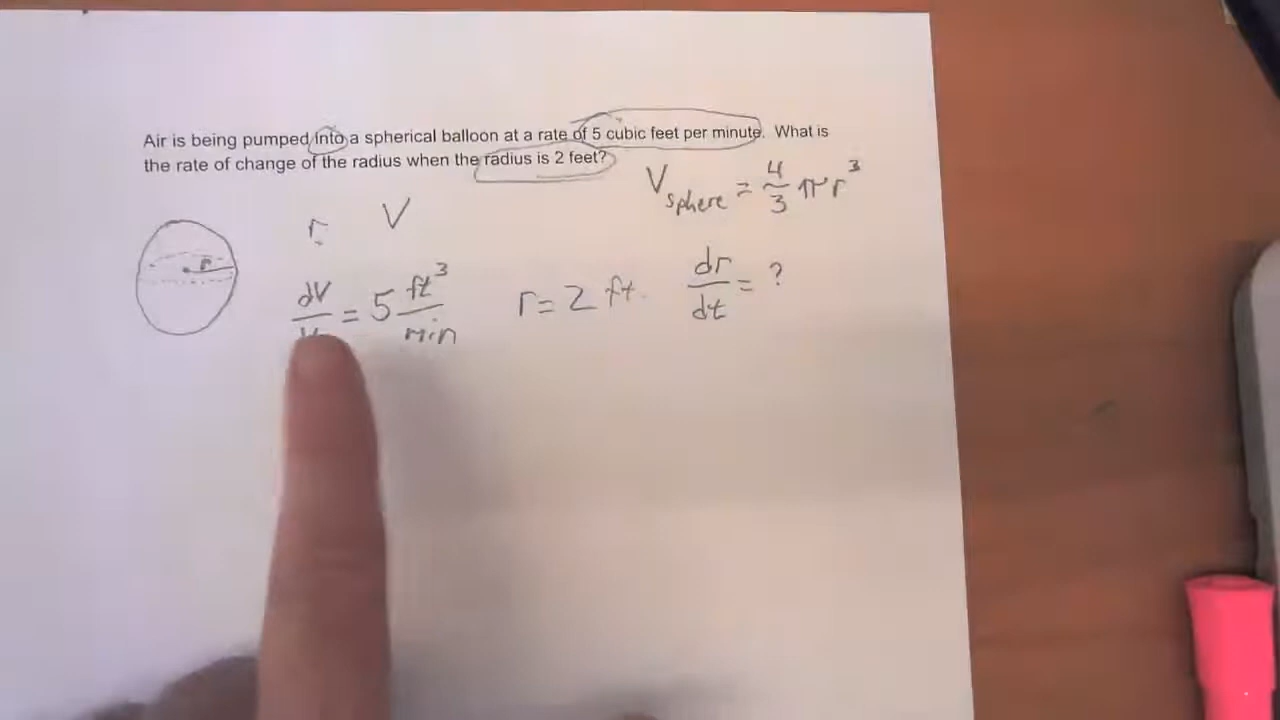 Air is being pumped into a spherical balloon at a rate of 5 cubic feet per minute. What is
the rate of change of the radius when the radius is 2 feet?
V sphere = 4/3 πr³
r V
r
dV/ = 5 ft³/min r = 2 ft. dr/dt = ?